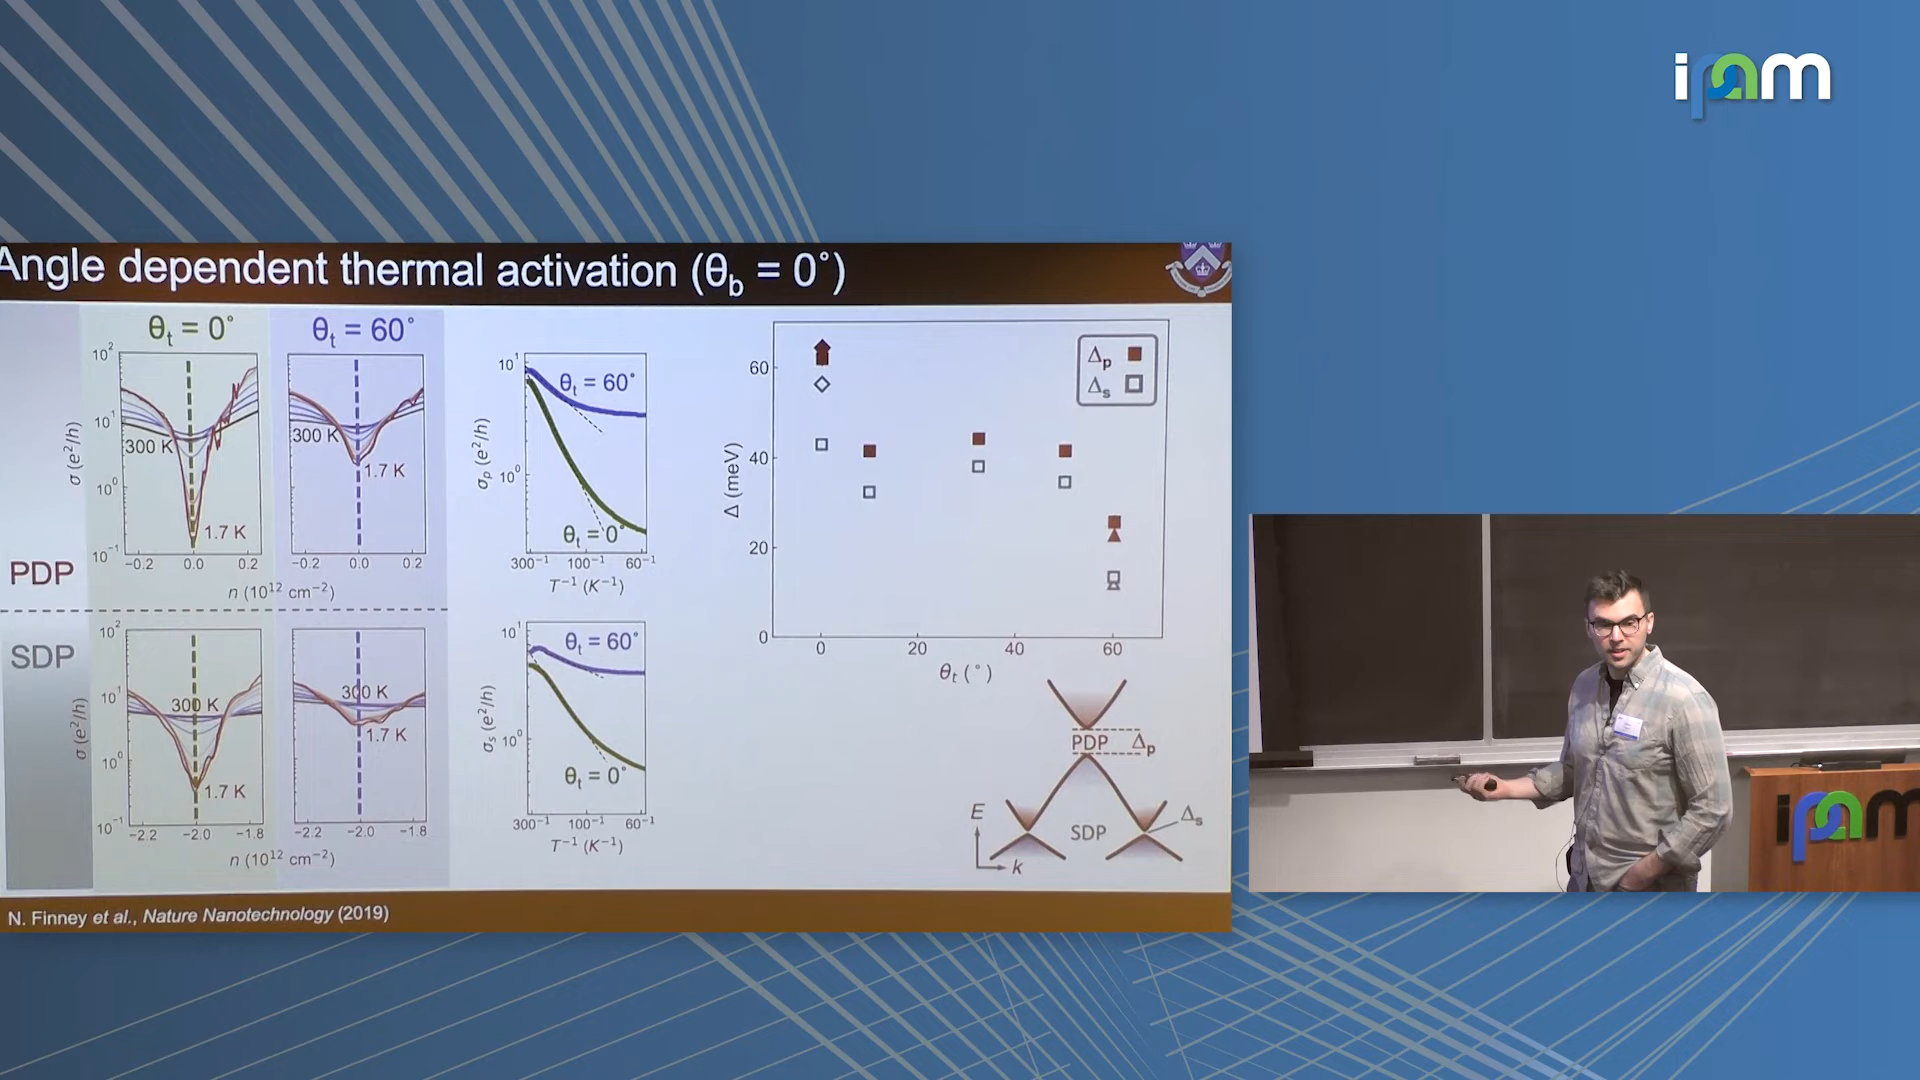 ipam
Angle dependent thermal activation (θb = 0°)
θt = 0°
θt = 60°
10²
10¹
10⁰
10⁻¹
σ (e²/h)
300 K
1.7 K
300 K
1.7 K
−0.2 0.0 0.2
−0.2 0.0 0.2
n (10¹² cm⁻²)
PDP
SDP
10²
10¹
10⁰
10⁻¹
σ (e²/h)
300 K
1.7 K
300 K
1.7 K
−2.2 −2.0 −1.8
−2.2 −2.0 −1.8
n (10¹² cm⁻²)
10¹
10⁰
σp (e²/h)
θt = 60°
θt = 0°
300⁻¹ 100⁻¹ 60⁻¹
T⁻¹ (K⁻¹)
10¹
10⁰
σs (e²/h)
θt = 60°
θt = 0°
300⁻¹ 100⁻¹ 60⁻¹
T⁻¹ (K⁻¹)
Δ (meV)
60
40
20
0
Δp
Δs
0 20 40 60
θt (°)
PDP Δp
E
SDP
Δs
k
N. Finney et al., Nature Nanotechnology (2019)
ipam